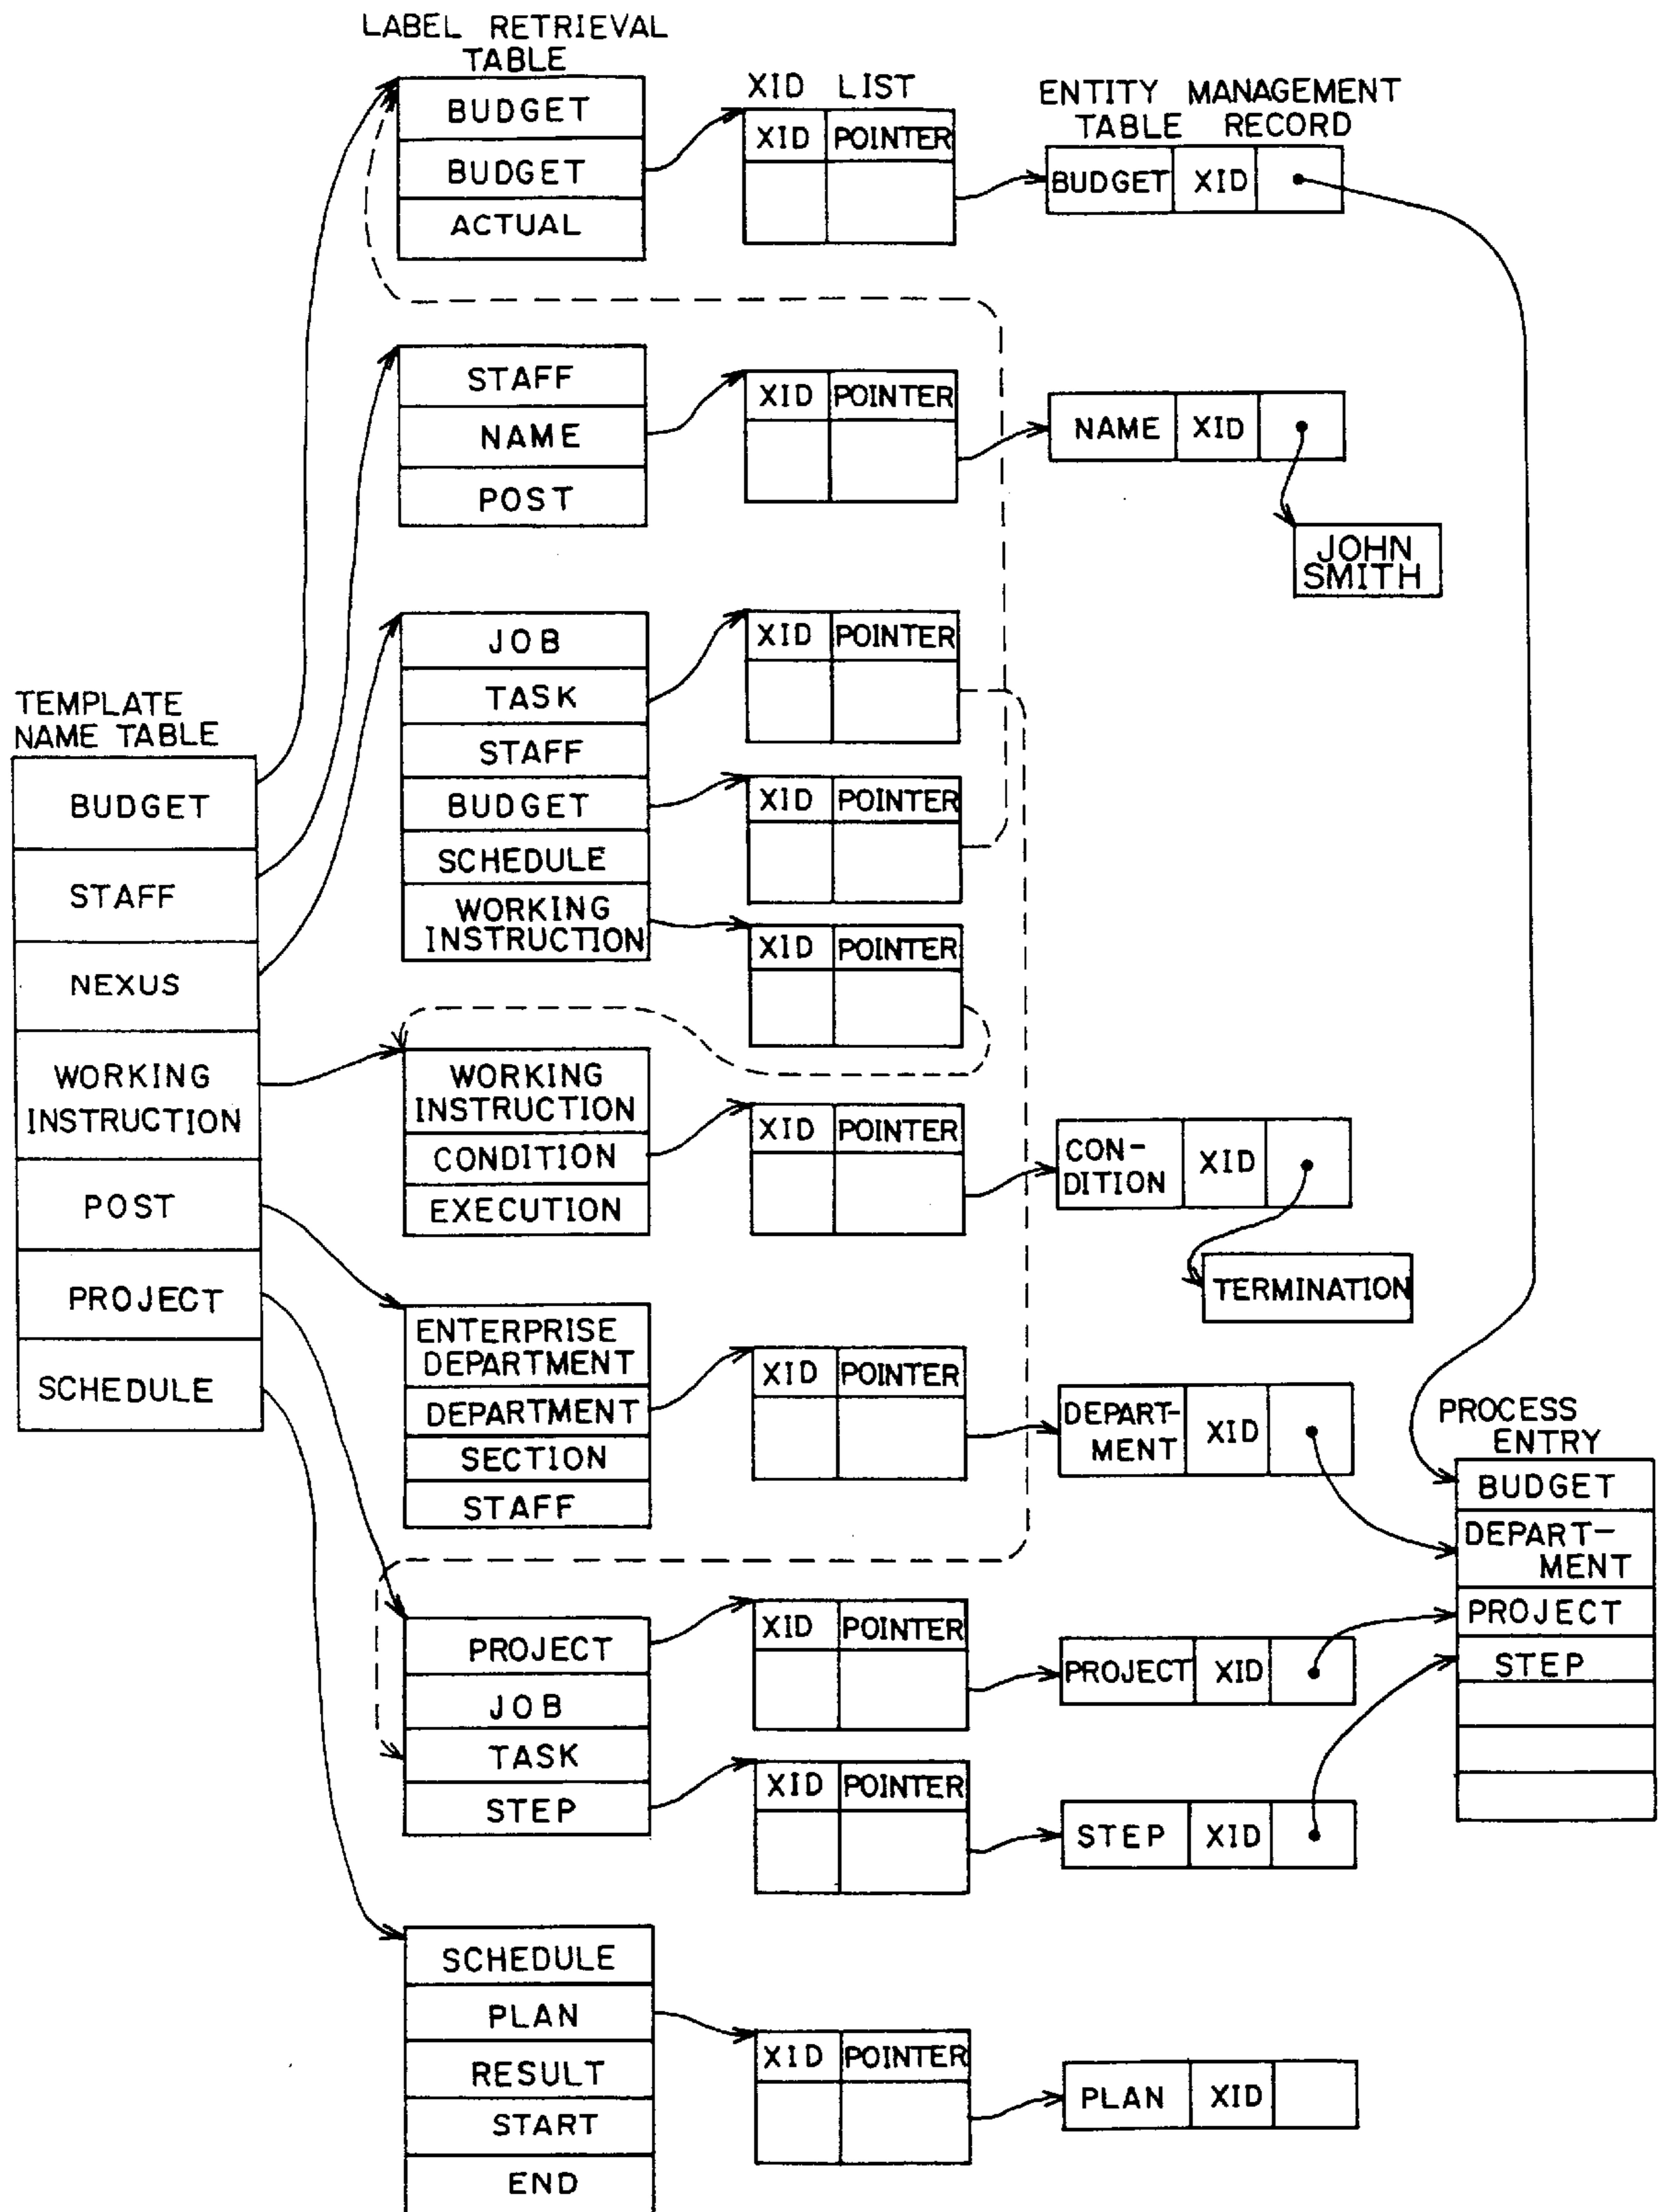 LABEL RETRIEVAL
TABLE
BUDGET
BUDGET
ACTUAL
XID LIST
XID POINTER
ENTITY MANAGEMENT
TABLE RECORD
BUDGET XID
STAFF
NAME
POST
XID POINTER
NAME XID
JOHN
SMITH
JOB
TASK
STAFF
BUDGET
SCHEDULE
WORKING
INSTRUCTION
XID POINTER
XID POINTER
XID POINTER
TEMPLATE
NAME TABLE
BUDGET
STAFF
NEXUS
WORKING
INSTRUCTION
POST
PROJECT
SCHEDULE
WORKING
INSTRUCTION
CONDITION
EXECUTION
XID POINTER
CON-
DITION
XID
TERMINATION
ENTERPRISE
DEPARTMENT
DEPARTMENT
SECTION
STAFF
XID POINTER
DEPART-
MENT
XID
PROCESS
ENTRY
BUDGET
DEPART-
MENT
PROJECT
STEP
PROJECT
JOB
TASK
STEP
XID POINTER
PROJECT XID
XID POINTER
STEP XID
SCHEDULE
PLAN
RESULT
START
END
XID POINTER
PLAN XID